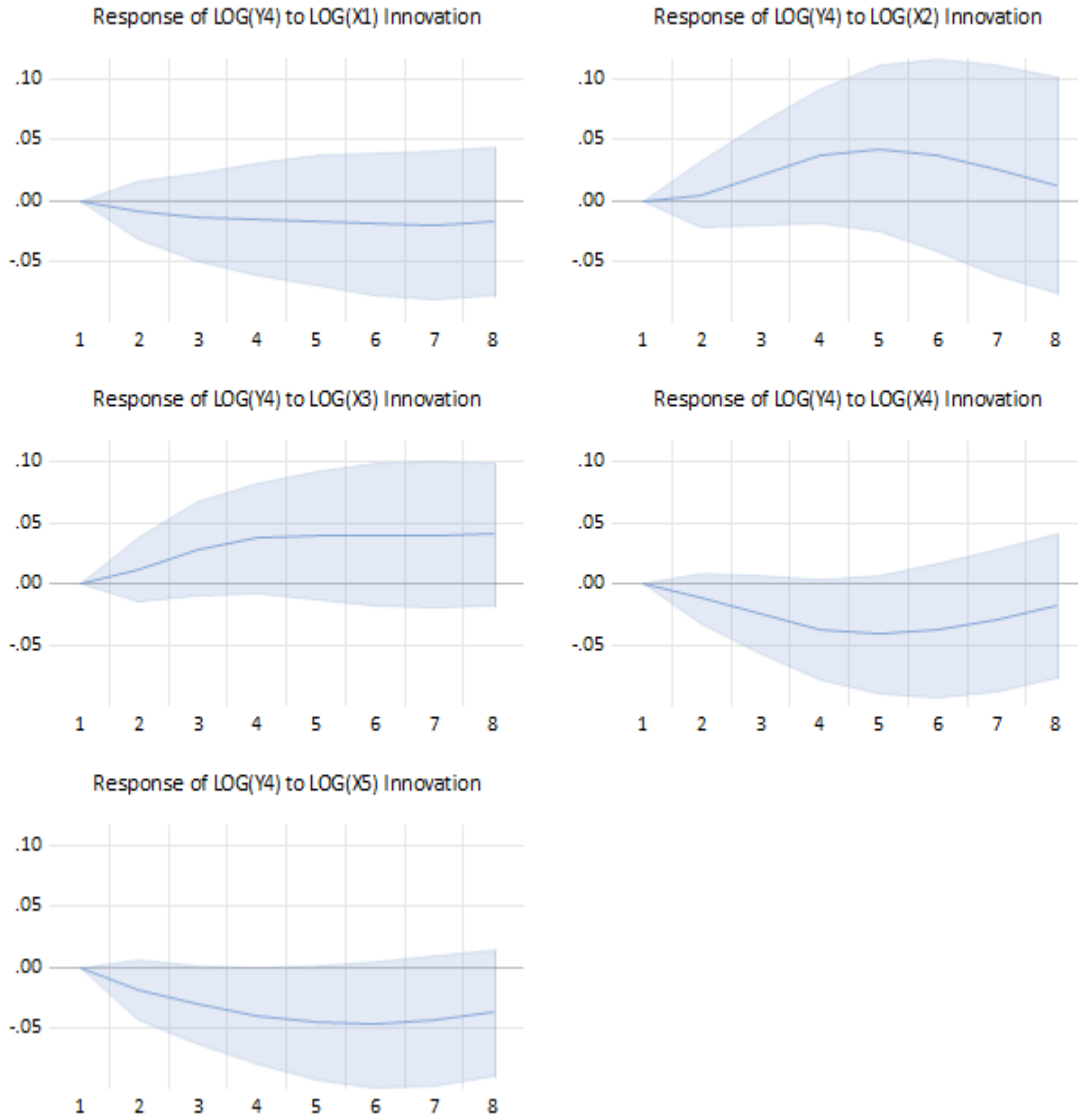 Response of LOG(Y4) to LOG(X1) Innovation
.10
.05
.00
-.05
1 2 3 4 5 6 7 8
Response of LOG(Y4) to LOG(X2) Innovation
.10
.05
.00
-.05
1 2 3 4 5 6 7 8
Response of LOG(Y4) to LOG(X3) Innovation
.10
.05
.00
-.05
1 2 3 4 5 6 7 8
Response of LOG(Y4) to LOG(X4) Innovation
.10
.05
.00
-.05
1 2 3 4 5 6 7 8
Response of LOG(Y4) to LOG(X5) Innovation
.10
.05
.00
-.05
1 2 3 4 5 6 7 8